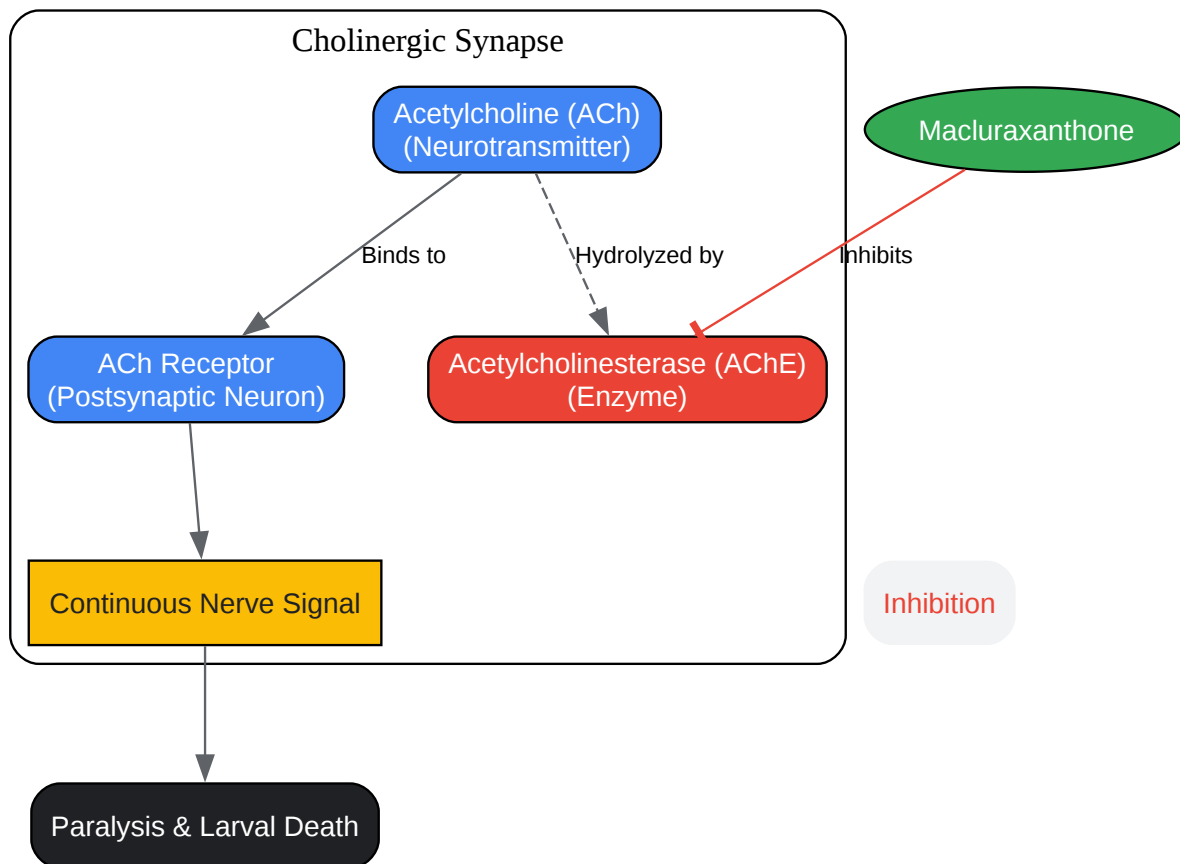 Cholinergic Synapse
Acetylcholine (ACh)
(Neurotransmitter)
Macluraxanthone
Binds to
Hydrolyzed by
Inhibits
ACh Receptor
(Postsynaptic Neuron)
Acetylcholinesterase (AChE)
(Enzyme)
Continuous Nerve Signal
Inhibition
Paralysis & Larval Death